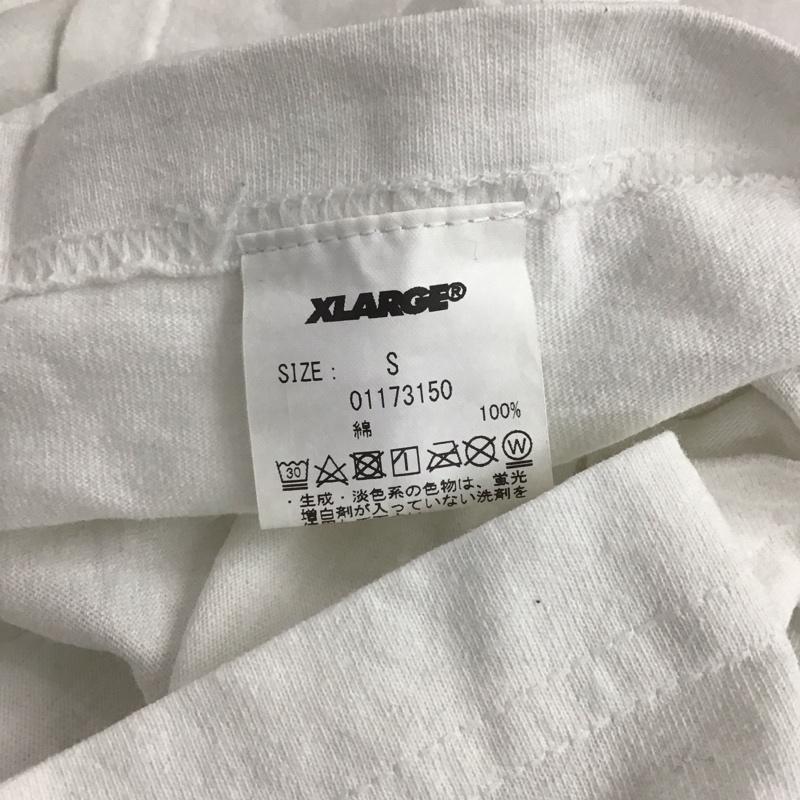 XLARGE®
SIZE: S
01173150
綿 100%
30 W
・生成・淡色系の色物は、蛍光
増白剤が入っていない洗剤を